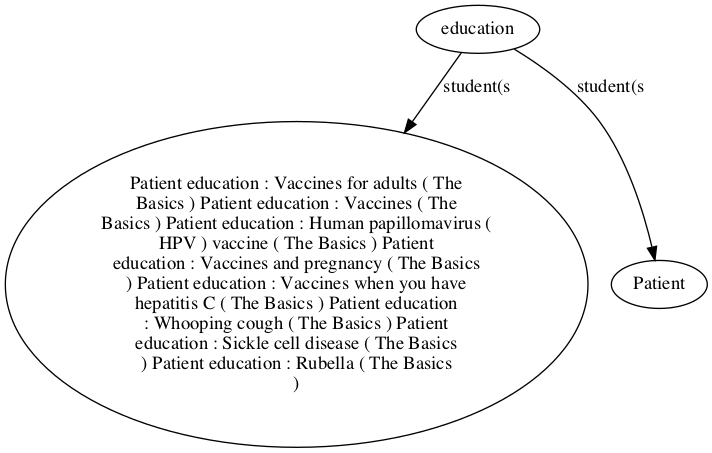 education
student(s
student(s
Patient education : Vaccines for adults ( The
Basics ) Patient education : Vaccines ( The
Basics ) Patient education : Human papillomavirus (
HPV ) vaccine ( The Basics ) Patient
education : Vaccines and pregnancy ( The Basics
) Patient education : Vaccines when you have
hepatitis C ( The Basics ) Patient education
: Whooping cough ( The Basics ) Patient
education : Sickle cell disease ( The Basics
) Patient education : Rubella ( The Basics
)
Patient